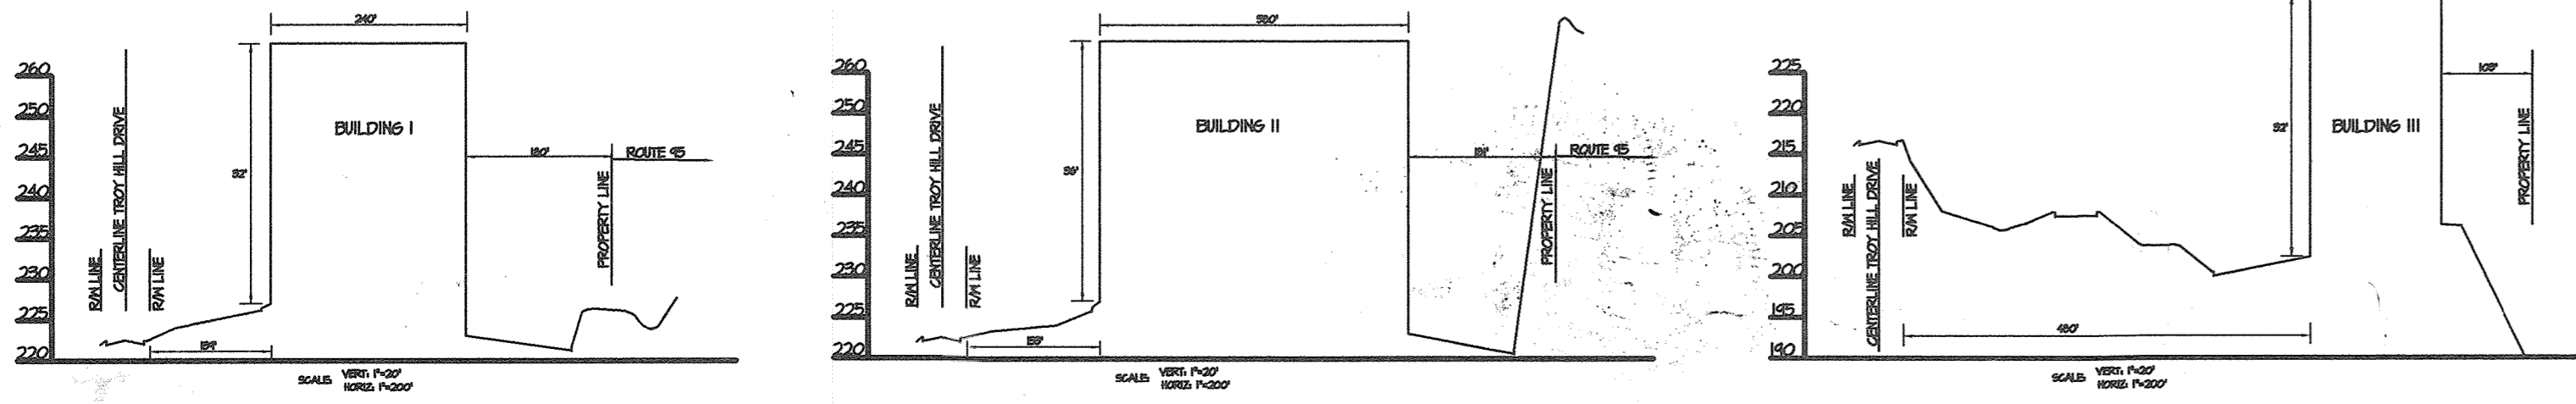 240'
260
250
245
240
235
230
225
220
R/W LINE
CENTERLINE TROY HILL DRIVE
R/W LINE
32'
BUILDING I
180'
ROUTE 95
PROPERTY LINE
SCALE: VERT: 1"=20'
HORIZ: 1"=200'
260
250
245
240
235
230
225
220
R/W LINE
CENTERLINE TROY HILL DRIVE
R/W LINE
BUILDING II
ROUTE 95
PROPERTY LINE
SCALE: VERT: 1"=20'
HORIZ: 1"=200'
225
220
215
210
205
200
195
190
R/W LINE
CENTERLINE TROY HILL DRIVE
R/W LINE
480'
32'
BUILDING III
PROPERTY LINE
SCALE: VERT: 1"=20'
HORIZ: 1"=200'